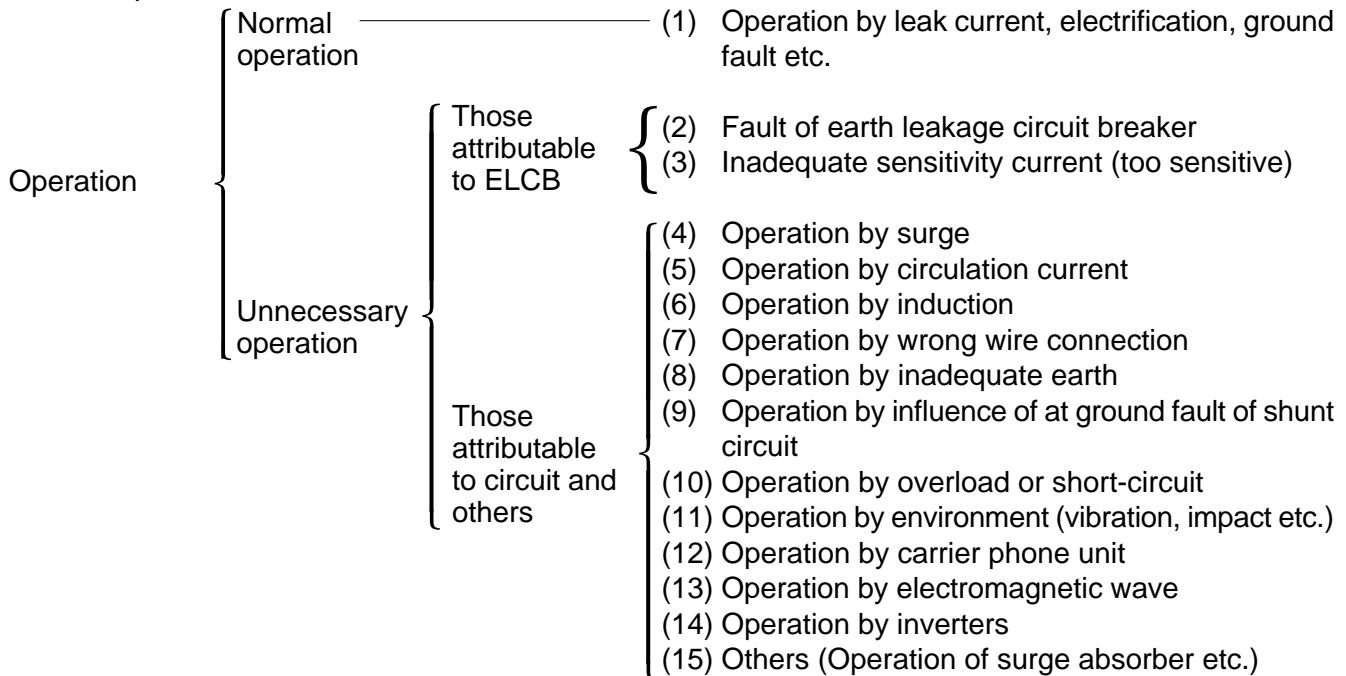 Operation
Normal
operation
(1) Operation by leak current, electrification, ground
fault etc.
Unnecessary
operation
Those
attributable
to ELCB
(2) Fault of earth leakage circuit breaker
(3) Inadequate sensitivity current (too sensitive)
Those
attributable
to circuit and
others
(4) Operation by surge
(5) Operation by circulation current
(6) Operation by induction
(7) Operation by wrong wire connection
(8) Operation by inadequate earth
(9) Operation by influence of at ground fault of shunt
circuit
(10) Operation by overload or short-circuit
(11) Operation by environment (vibration, impact etc.)
(12) Operation by carrier phone unit
(13) Operation by electromagnetic wave
(14) Operation by inverters
(15) Others (Operation of surge absorber etc.)